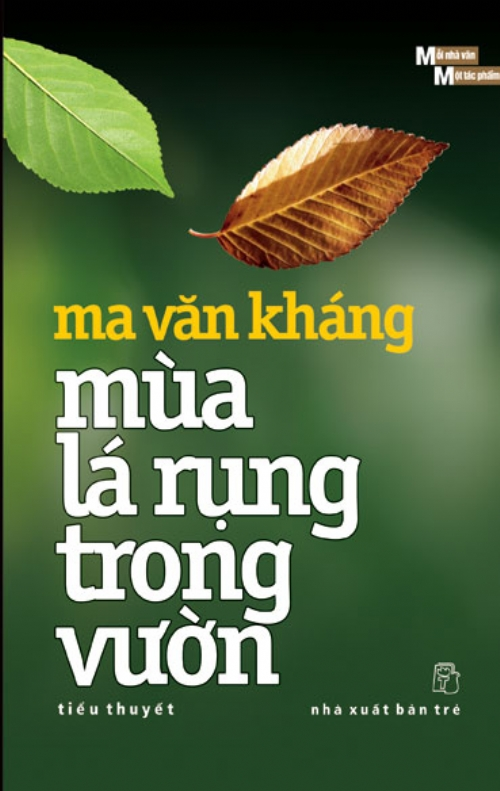 Mỗi nhà văn
Một tác phẩm
ma văn kháng
mùa
lá rụng
trong
vườn
tiểu thuyết
nhà xuất bản trẻ